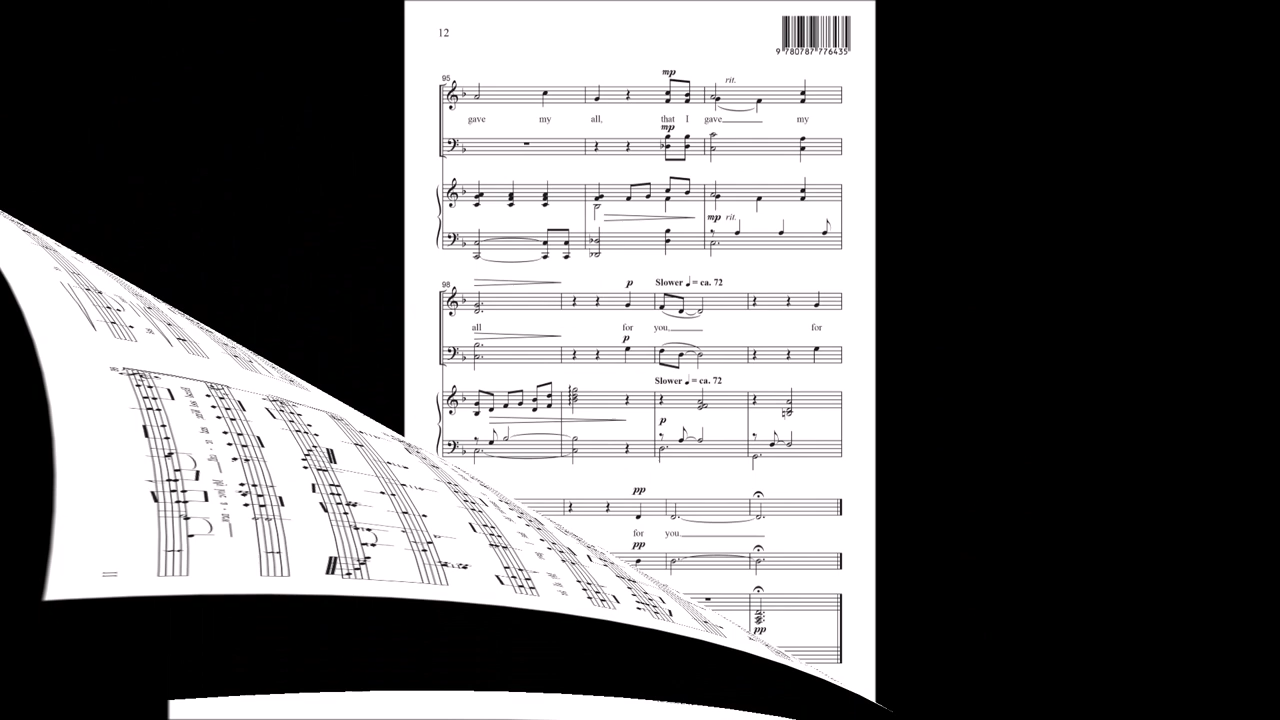 12
9 780787 776435
95
mp
rit.
gave my all, that I gave my
mp
mp rit.
98
p
Slower ♩= ca. 72
all for you, for
p
Slower ♩= ca. 72
p
pp
for you.
pp
pp